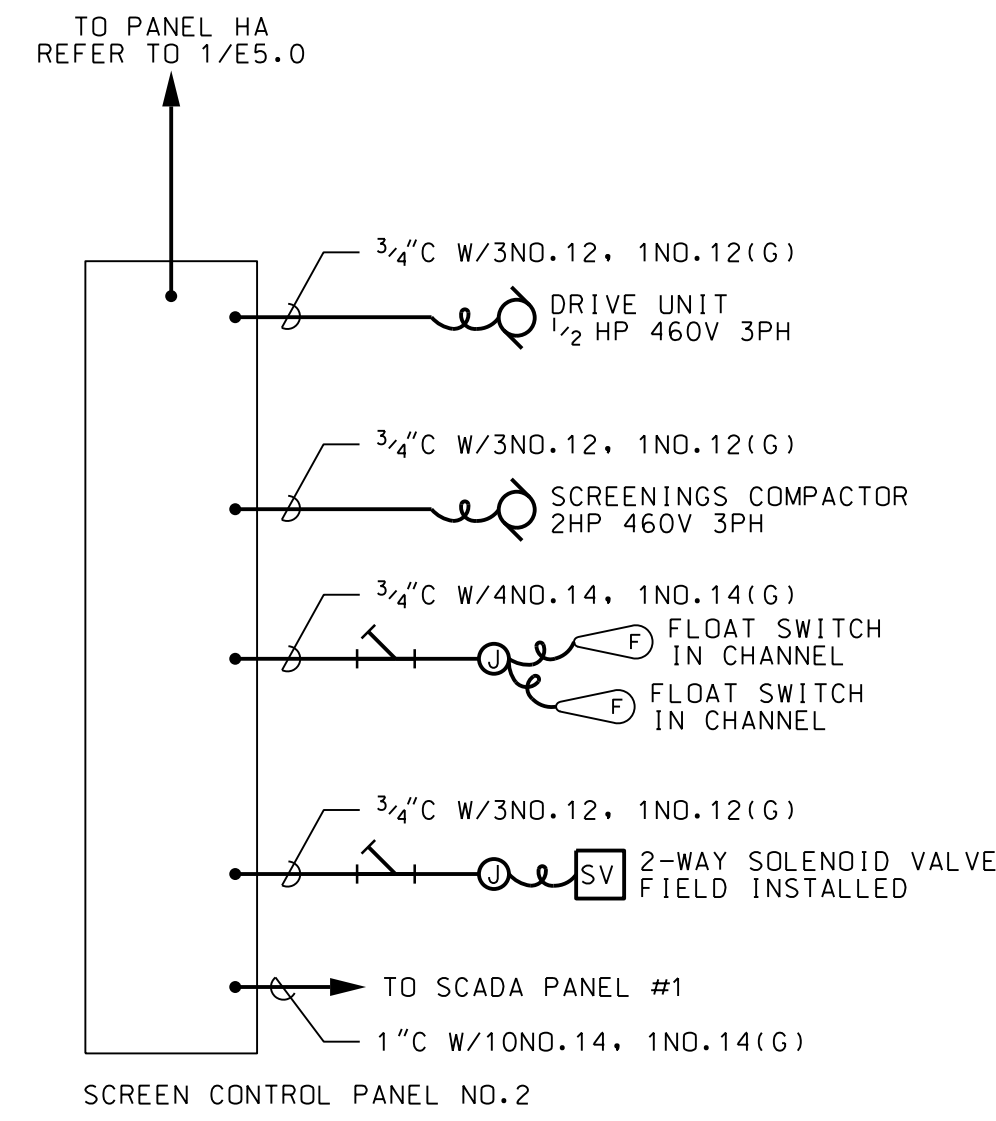 TO PANEL HA
REFER TO 1/E5.0
3/4"C W/3NO.12, 1NO.12(G)
DRIVE UNIT
1/2 HP 460V 3PH
3/4"C W/3NO.12, 1NO.12(G)
SCREENINGS COMPACTOR
2HP 460V 3PH
3/4"C W/4NO.14, 1NO.14(G)
J
F
FLOAT SWITCH
IN CHANNEL
F
FLOAT SWITCH
IN CHANNEL
3/4"C W/3NO.12, 1NO.12(G)
J
SV
2-WAY SOLENOID VALVE
FIELD INSTALLED
TO SCADA PANEL #1
1"C W/10NO.14, 1NO.14(G)
SCREEN CONTROL PANEL NO.2